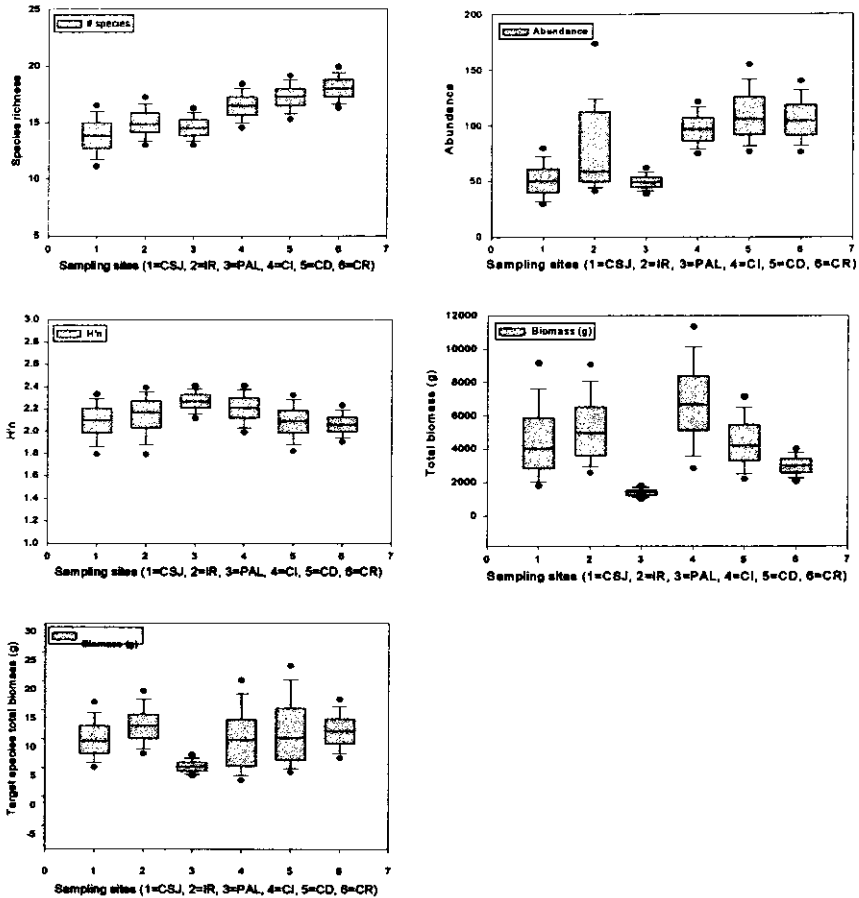 25
20
15
10
5
# species
Species richness
0 1 2 3 4 5 6 7
Sampling sites (1=CSJ, 2=IR, 3=PAL, 4=CI, 5=CD, 6=CR)
200
150
100
50
0
Abundance
Abundance
0 1 2 3 4 5 6 7
Sampling sites (1=CSJ, 2=IR, 3=PAL, 4=CI, 5=CD, 6=CR)
3.0
2.8
2.6
2.4
2.2
2.0
1.8
1.6
1.4
1.2
1.0
H'n
H'n
0 1 2 3 4 5 6 7
Sampling sites (1=CSJ, 2=IR, 3=PAL, 4=CI, 5=CD, 6=CR)
12000
10000
8000
6000
4000
2000
0
Biomass (g)
Total biomass (g)
0 1 2 3 4 5 6 7
Sampling sites (1=CSJ, 2=IR, 3=PAL, 4=CI, 5=CD, 6=CR)
30
25
20
15
10
5
0
-5
Biomass (g)
Target species total biomass (g)
0 1 2 3 4 5 6 7
Sampling sites (1=CSJ, 2=IR, 3=PAL, 4=CI, 5=CD, 6=CR)